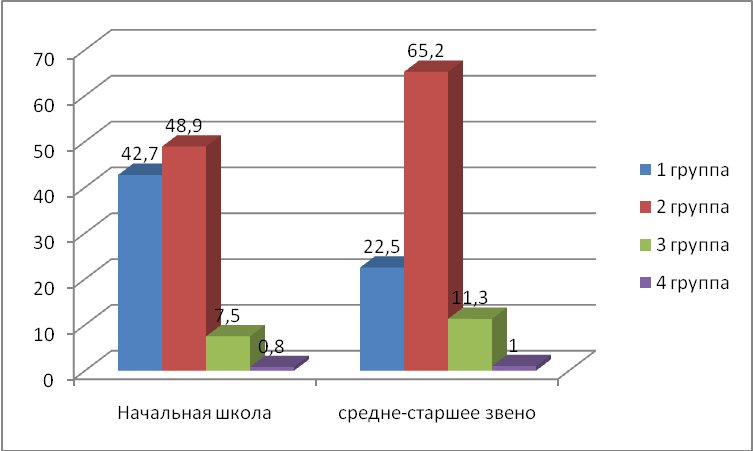 70
60
50
40
30
20
10
0
42,7
48,9
7,5
0,8
22,5
65,2
11,3
1
Начальная школа
средне-старшее звено
1 группа
2 группа
3 группа
4 группа